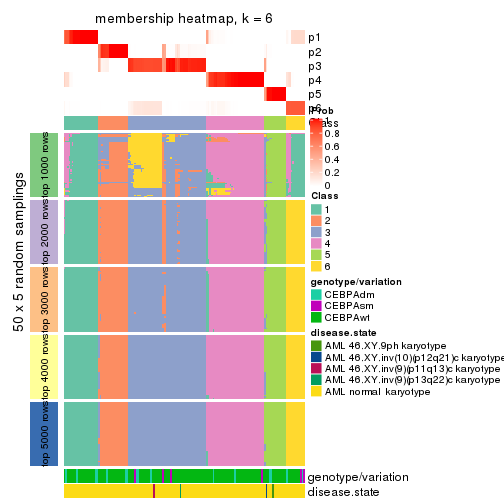 membership heatmap, k = 6
p1
p2
p3
p4
p5
p6
Prob
1
0.8
0.6
0.4
0.2
0
Class
Class
1
2
3
4
5
6
genotype/variation
CEBPAdm
CEBPAsm
CEBPAwt
disease.state
AML 46.XY.9ph karyotype
AML 46.XY.inv(10)(p12q21)c karyotype
AML 46.XY.inv(9)(p11q13)c karyotype
AML 46.XY.inv(9)(p13q22)c karyotype
AML normal karyotype
50 x 5 random samplings
top 1000 rows
top 2000 rows
top 3000 rows
top 4000 rows
top 5000 rows
genotype/variation
disease.state